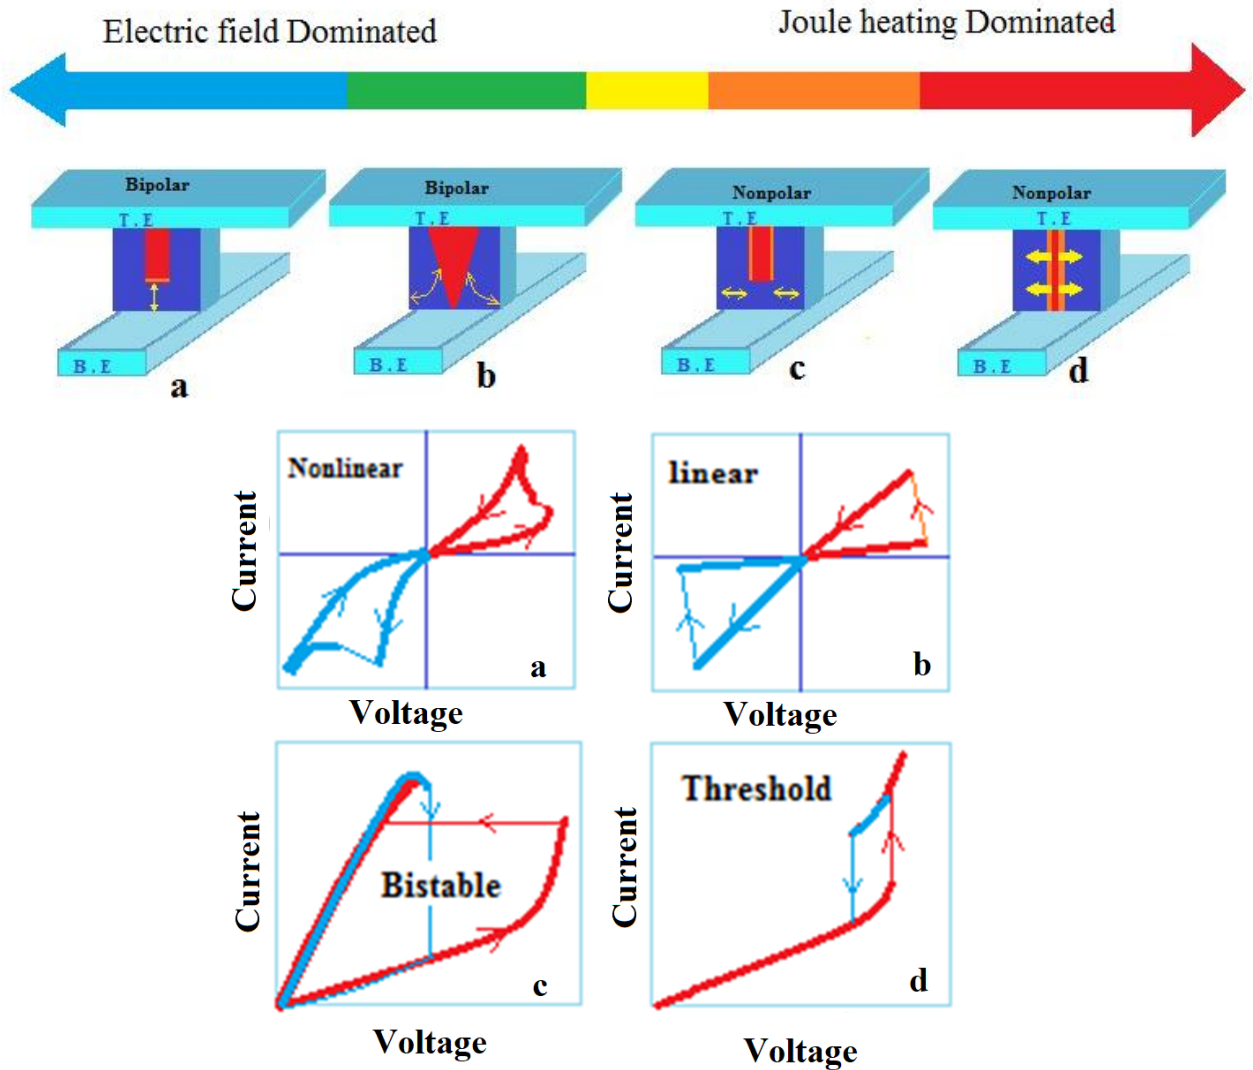 Electric field Dominated
Joule heating Dominated
Bipolar
T.E
B.E
a
Bipolar
T.E
B.E
b
Nonpolar
T.E
B.E
c
Nonpolar
T.E
B.E
d
Nonlinear
Current
a
Voltage
linear
Current
b
Voltage
Bistable
Current
c
Voltage
Threshold
Current
d
Voltage